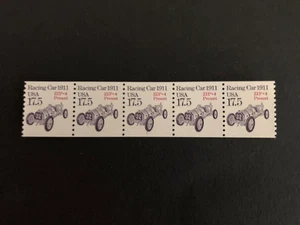 Racing Car 1911 Racing Car 1911 Racing Car 1911 Racing Car 1911 Racing Car 1911
USA ZIP+4 USA ZIP+4 USA ZIP+4 USA ZIP+4 USA ZIP+4
17.5 Presort 17.5 Presort 17.5 Presort 17.5 Presort 17.5 Presort